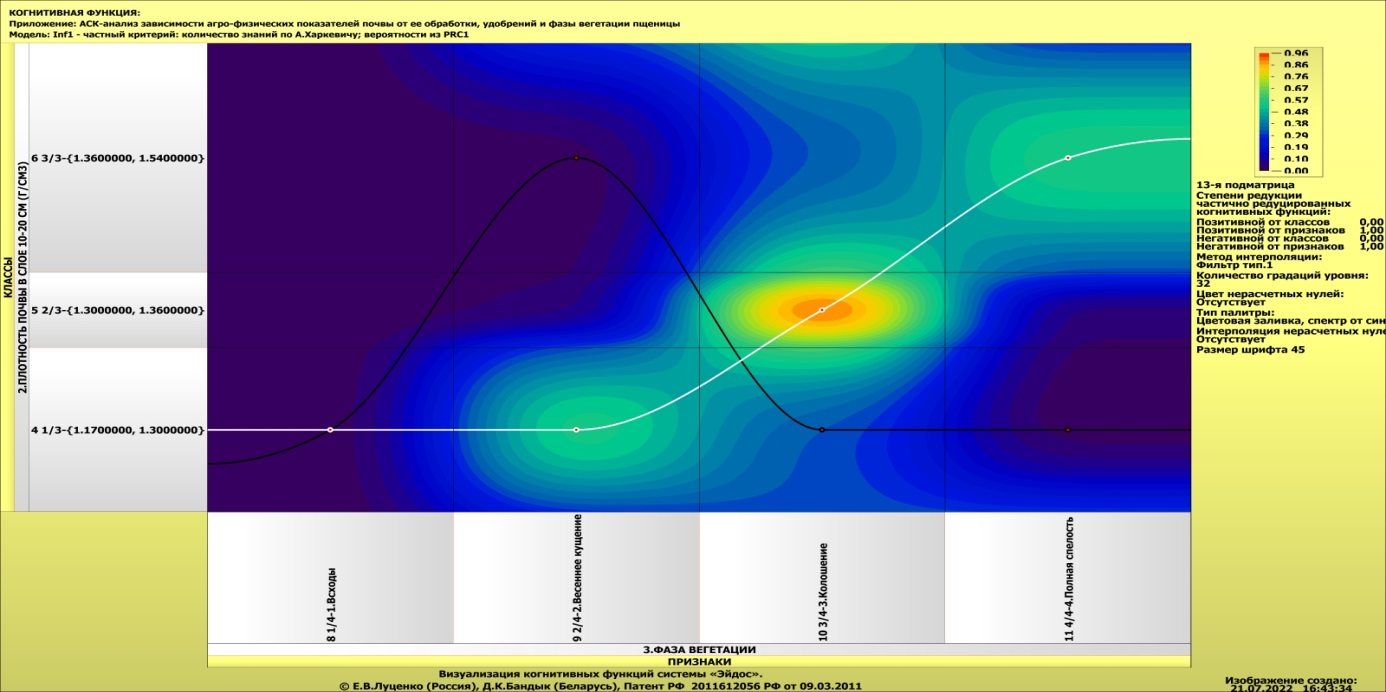 КОГНИТИВНАЯ ФУНКЦИЯ:
Приложение: АСК-анализ зависимости агро-физических показателей почвы от ее обработки, удобрений и фазы вегетации пщеницы
Модель: Inf1 - частный критерий: количество знаний по А.Харкевичу; вероятности из PRC1
КЛАССЫ
2.ПЛОТНОСТЬ ПОЧВЫ В СЛОЕ 10-20 СМ (Г/СМ3)
6 3/3-{1.3600000, 1.5400000}
5 2/3-{1.3000000, 1.3600000}
4 1/3-{1.1700000, 1.3000000}
0.96
0.86
0.76
0.67
0.57
0.48
0.38
0.29
0.19
0.10
0.00
13-я подматрица
Степени редукции
частично редуцированных
когнитивных функций:
Позитивной от классов 0,00
Позитивной от признаков 1,00
Негативной от классов 0,00
Негативной от признаков 1,00
Метод интерполяции:
Фильтр тип.1
Количество градаций уровня:
32
Цвет нерасчетных нулей:
Отсутствует
Тип палитры:
Цветовая заливка, спектр от син
Интерполяция нерасчетных нуле
Отсутствует
Размер шрифта 45
8 1/4-1.Всходы
9 2/4-2.Весеннее кущение
10 3/4-3.Колошение
11 4/4-4.Полная спелость
3.ФАЗА ВЕГЕТАЦИИ
ПРИЗНАКИ
Визуализация когнитивных функций системы «Эйдос».
© Е.В.Луценко (Россия), Д.К.Бандык (Беларусь), Патент РФ 2011612056 РФ от 09.03.2011
Изображение создано:
21.07.2022 16:43:34